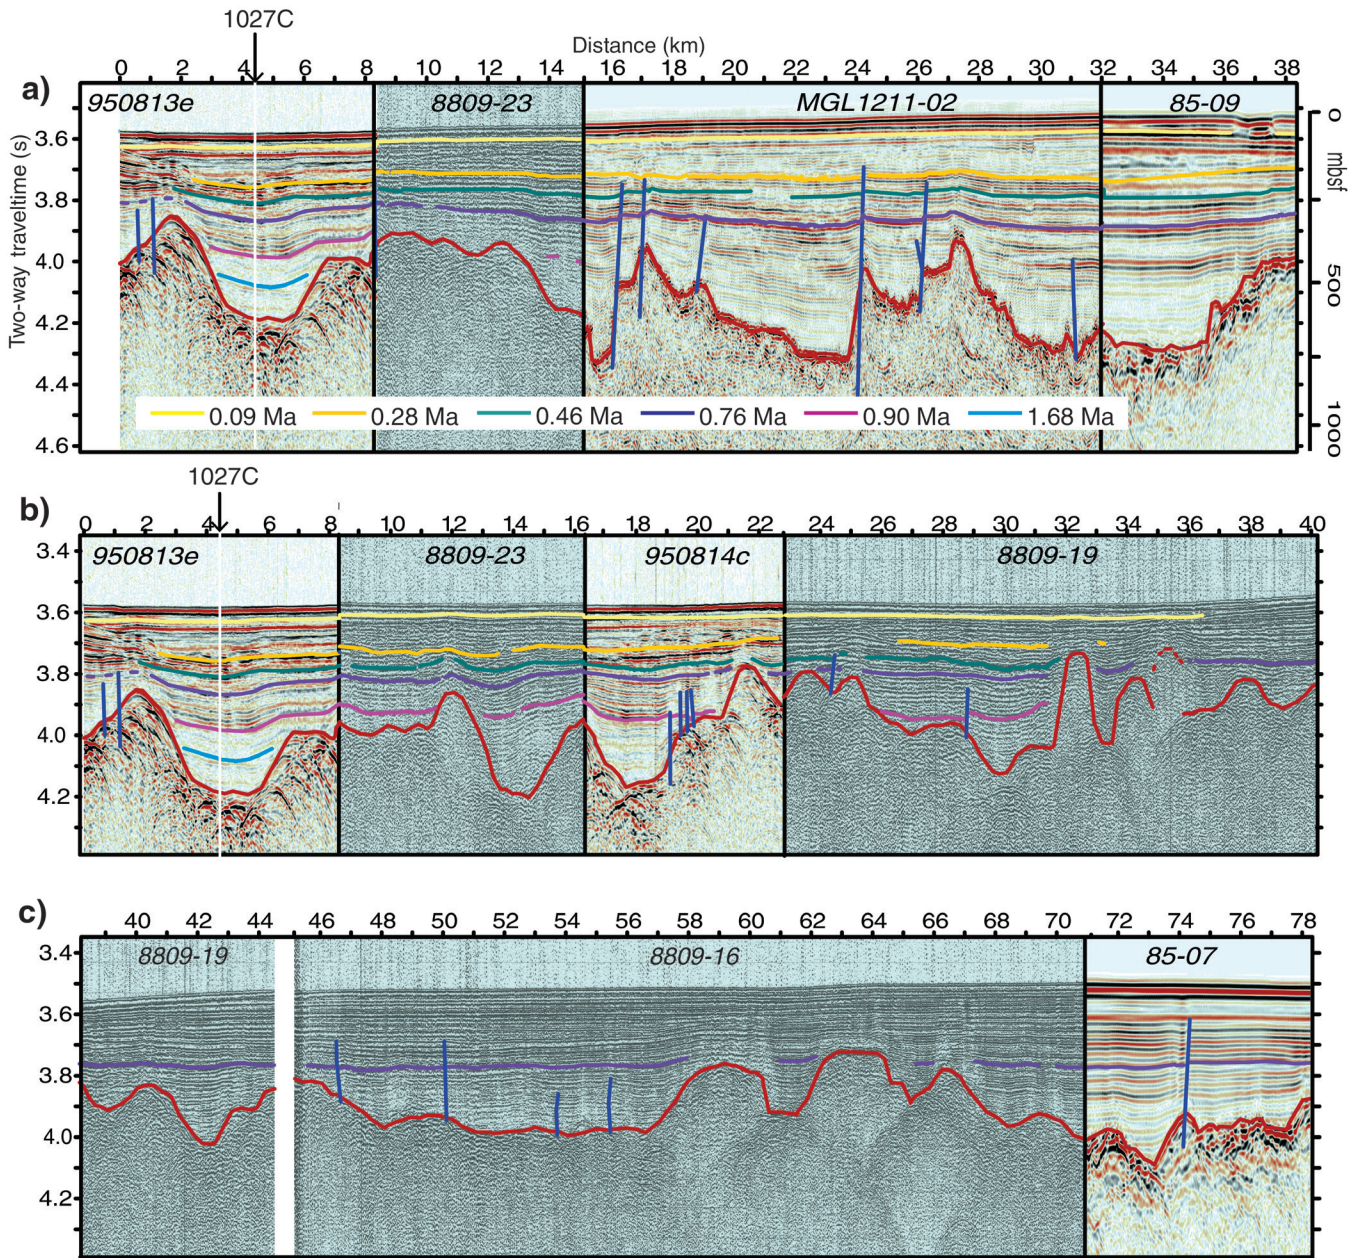 1027C
Distance (km)
0 2 4 6 8 10 12 14 16 18 20 22 24 26 28 30 32 34 36 38
a)
950813e 8809-23 MGL1211-02 85-09
Two-way traveltime (s)
3.6
3.8
4.0
4.2
4.4
4.6
0
mbsf
500
1000
0.09 Ma 0.28 Ma 0.46 Ma 0.76 Ma 0.90 Ma 1.68 Ma
1027C
b)
0 2 4 6 8 10 12 14 16 18 20 22 24 26 28 30 32 34 36 40
950813e 8809-23 950814c 8809-19
3.4
3.6
3.8
4.0
4.2
c)
40 42 44 46 48 50 52 54 56 58 60 62 64 66 68 70 72 74 76 78
8809-19 8809-16 85-07
3.4
3.6
3.8
4.0
4.2